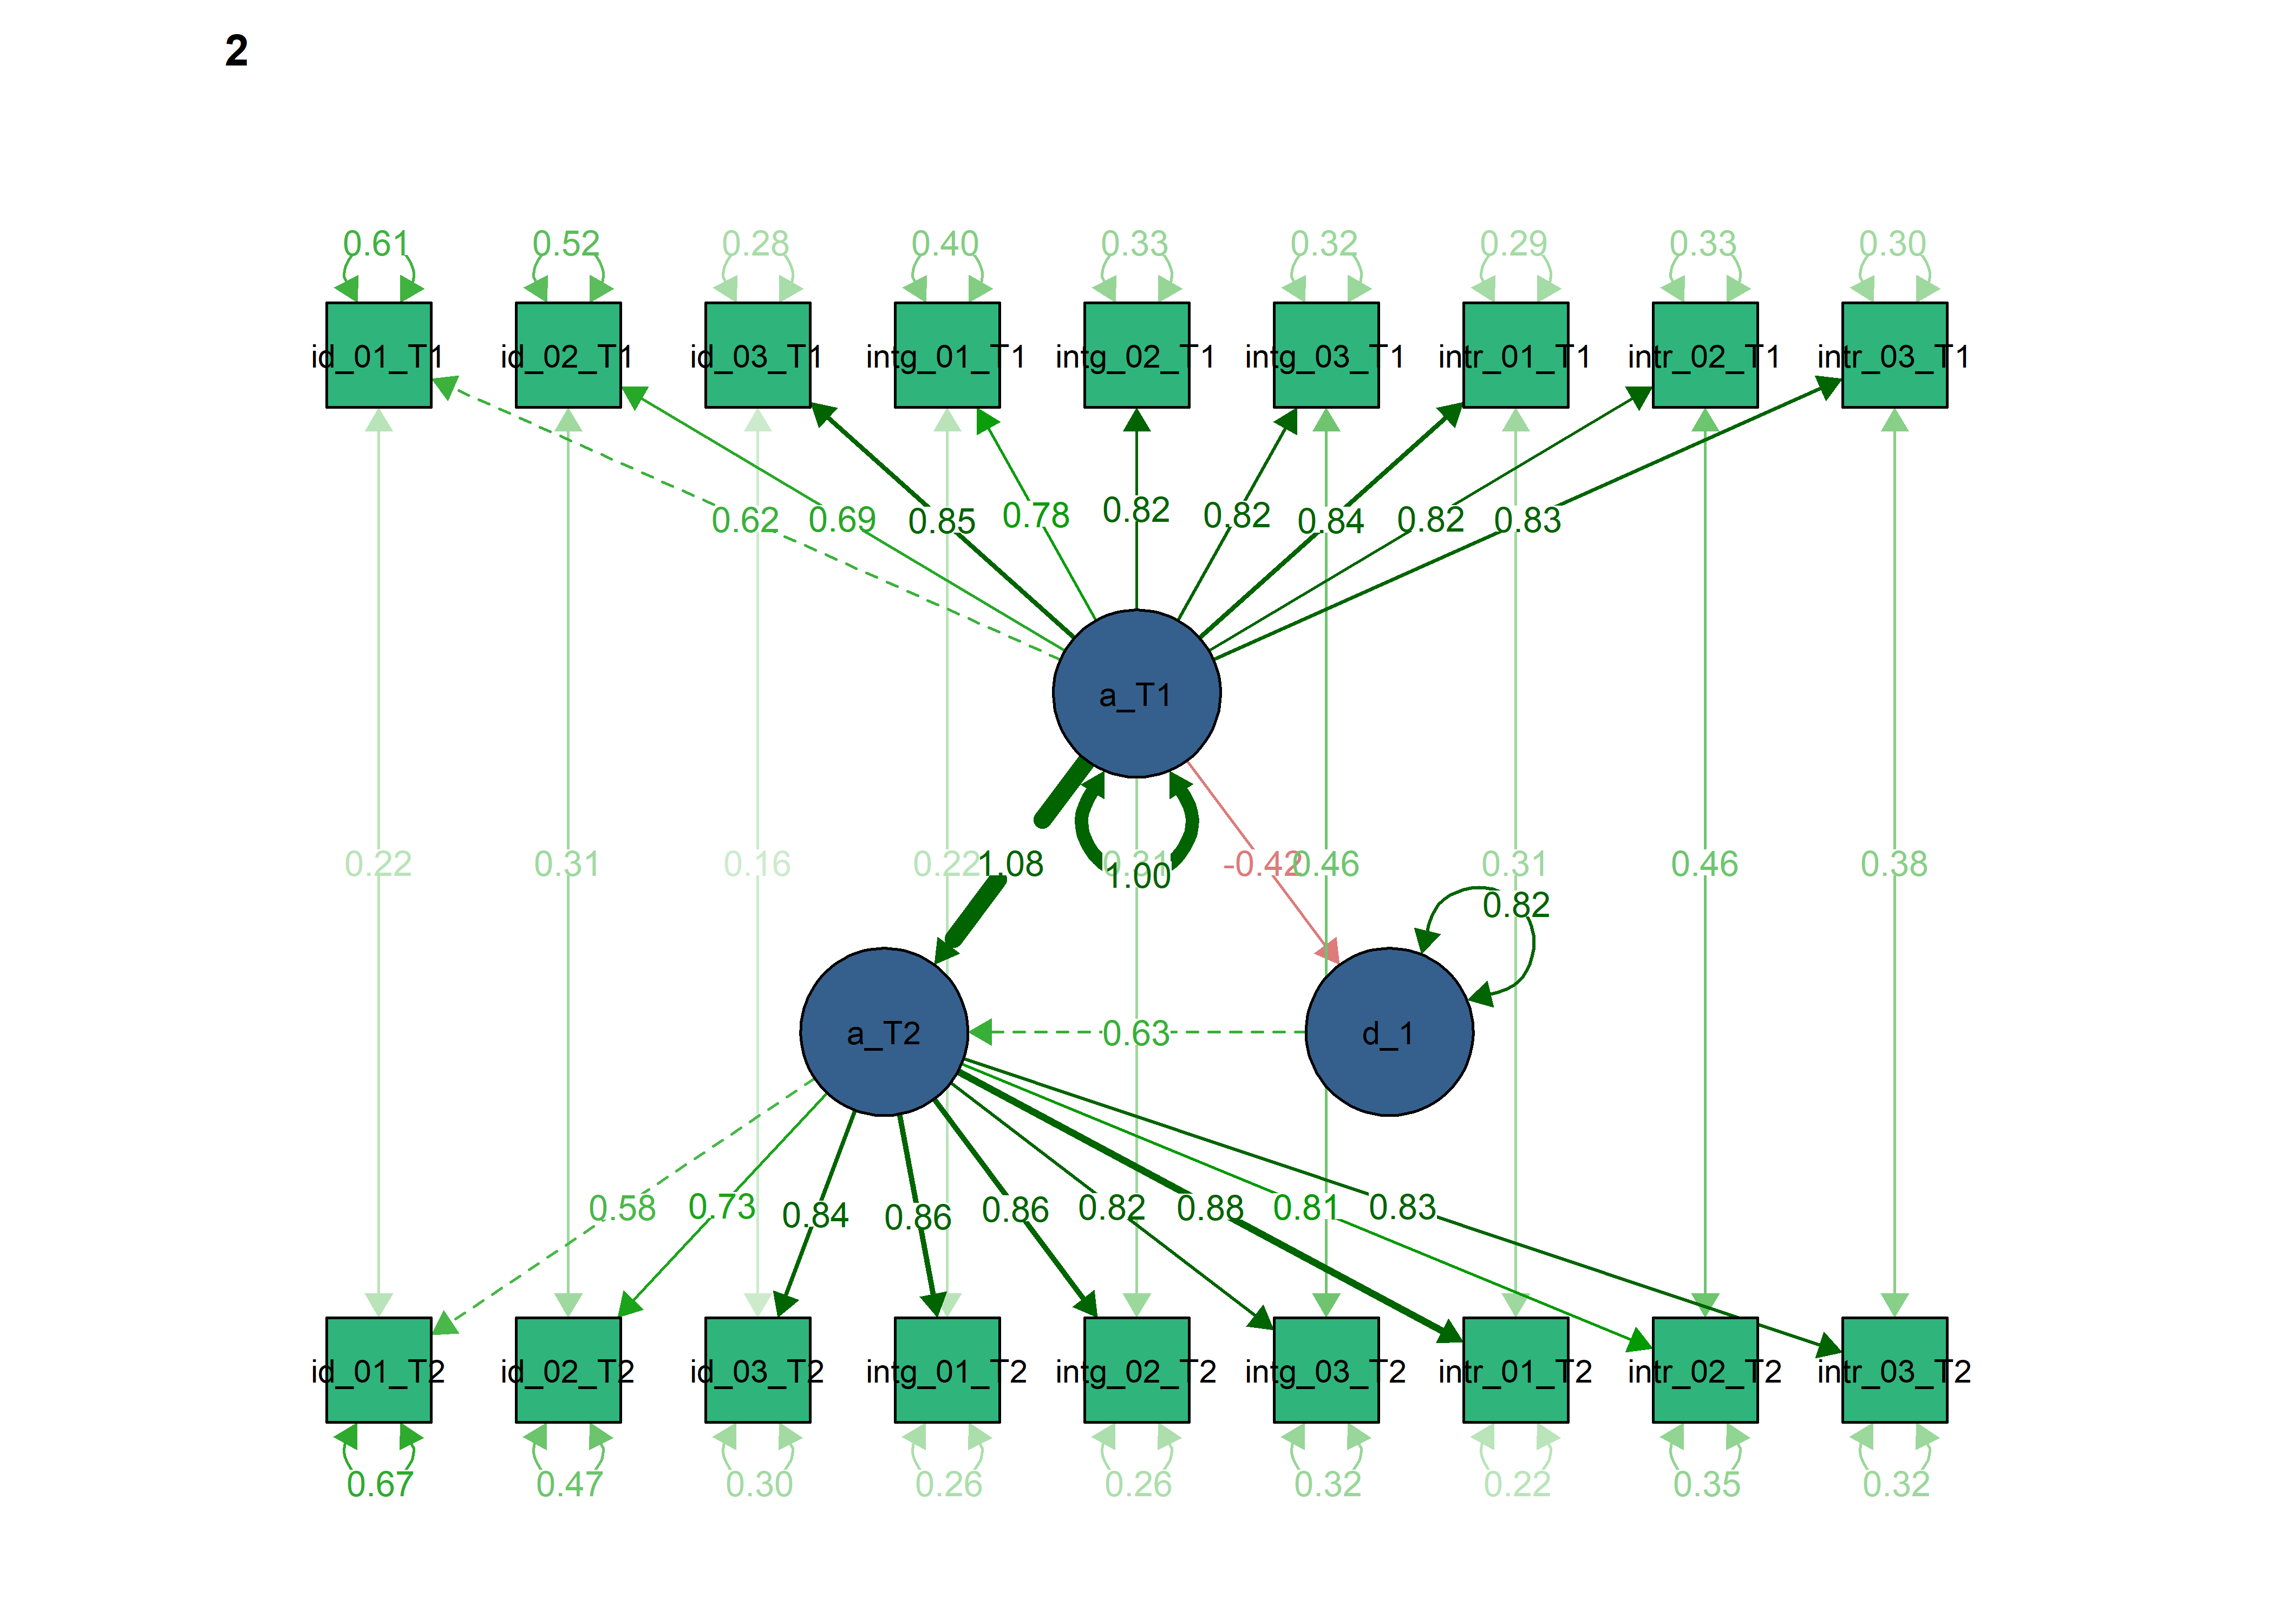 2
0.61 0.52 0.28 0.40 0.33 0.32 0.29 0.33 0.30
id_01_T1 id_02_T1 id_03_T1 intg_01_T1 intg_02_T1 intg_03_T1 intr_01_T1 intr_02_T1 intr_03_T1
0.62 0.69 0.85 0.78 0.82 0.82 0.84 0.82 0.83
a_T1
0.22 0.31 0.16 0.22 1.08 0.31 -0.42 0.46 0.31 0.46 0.38
1.00
0.82
a_T2 0.63 d_1
0.58 0.73 0.84 0.86 0.86 0.82 0.88 0.81 0.83
id_01_T2 id_02_T2 id_03_T2 intg_01_T2 intg_02_T2 intg_03_T2 intr_01_T2 intr_02_T2 intr_03_T2
0.67 0.47 0.30 0.26 0.26 0.32 0.22 0.35 0.32